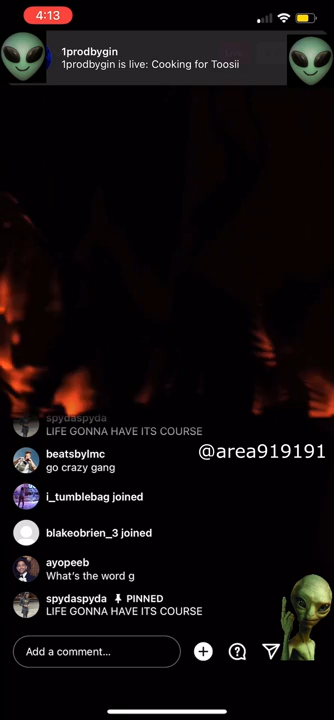 4:13
1prodbygin
1prodbygin is live: Cooking for Toosii
spydaspyda
LIFE GONNA HAVE ITS COURSE
beatsbylmc
@area919191
go crazy gang
i_tumblebag joined
blakeobrien_3 joined
ayopeeb
What's the word g
spydaspyda PINNED
LIFE GONNA HAVE ITS COURSE
Add a comment…